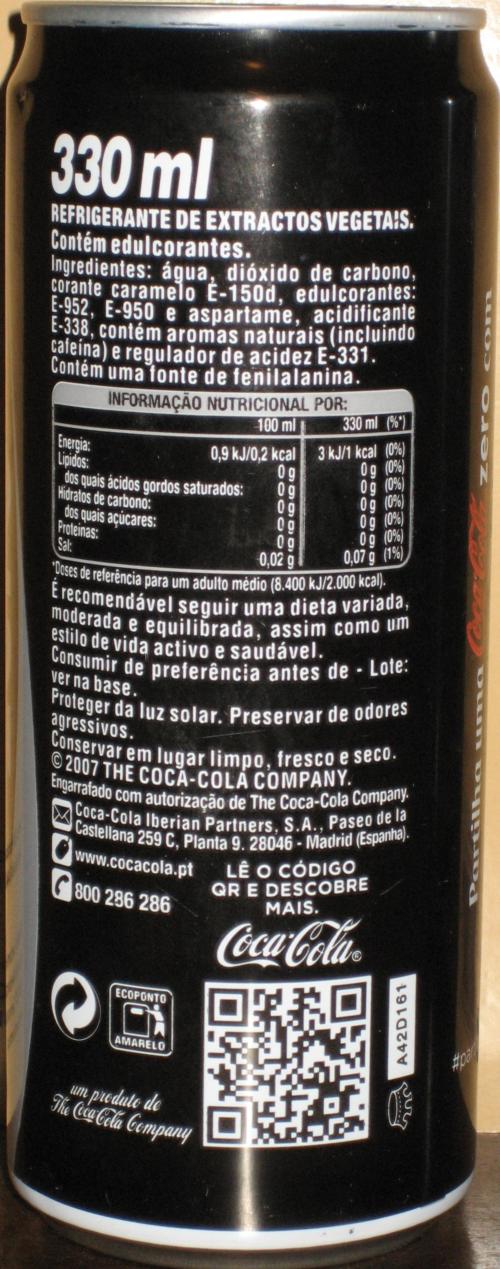 330 ml
REFRIGERANTE DE EXTRACTOS VEGETAIS.
Contém edulcorantes.
Ingredientes: água, dióxido de carbono,
corante caramelo E-150d, edulcorantes:
E-952, E-950 e aspartame, acidificante
E-338, contém aromas naturais (incluindo
cafeína) e regulador de acidez E-331.
Contém uma fonte de fenilalanina.
INFORMAÇÃO NUTRICIONAL POR:
100 ml 330 ml (%*)
Energia: 0,9 kJ/0,2 kcal 3 kJ/1 kcal (0%)
Lípidos: 0 g 0 g (0%)
dos quais ácidos gordos saturados: 0 g 0 g (0%)
Hidratos de carbono: 0 g 0 g (0%)
dos quais açúcares: 0 g 0 g (0%)
Proteínas: 0 g 0 g (0%)
Sal: 0,02 g 0,07 g (1%)
*Doses de referência para um adulto médio (8.400 kJ/2.000 kcal).
É recomendável seguir uma dieta variada,
moderada e equilibrada, assim como um
estilo de vida activo e saudável.
Consumir de preferência antes de - Lote:
ver na base.
Proteger da luz solar. Preservar de odores
agressivos.
Conservar em lugar limpo, fresco e seco.
© 2007 THE COCA-COLA COMPANY.
Engarrafado com autorização de The Coca-Cola Company.
Coca-Cola Iberian Partners, S.A., Paseo de la
Castellana 259 C, Planta 9. 28046 - Madrid (Espanha).
www.cocacola.pt
800 286 286
LÊ O CÓDIGO
QR E DESCOBRE
MAIS.
Coca-Cola®
ECOPONTO
AMARELO
A42D161
um produto de
The Coca-Cola Company
Partilha uma Coca-Cola zero com